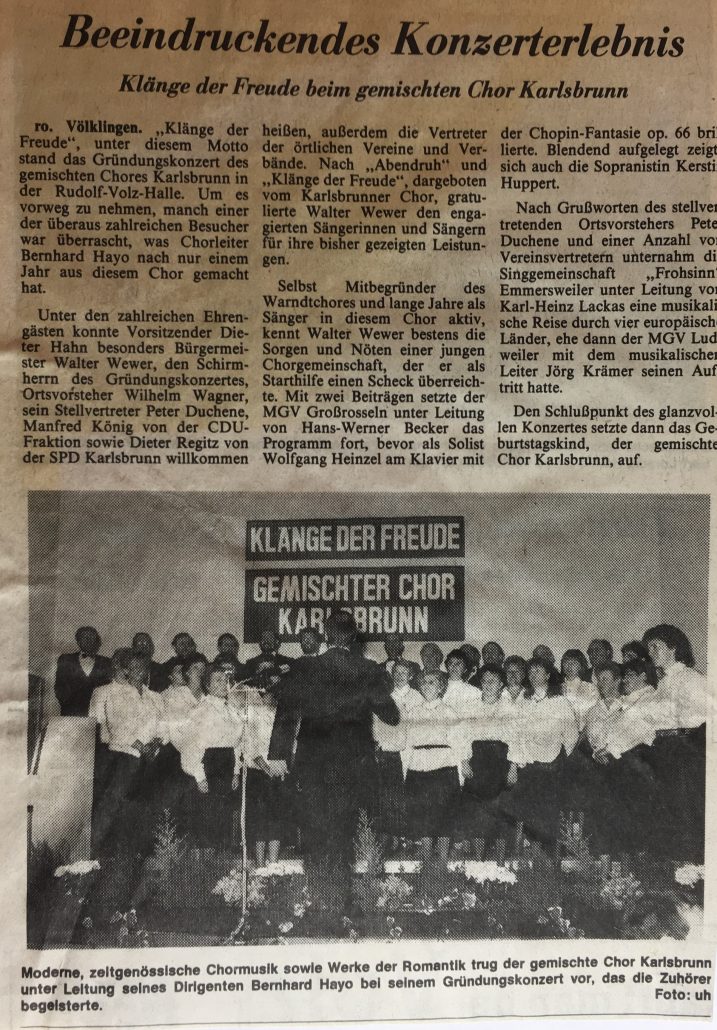 Beeindruckendes Konzerterlebnis
Klänge der Freude beim gemischten Chor Karlsbrunn
ro. Völklingen. „Klänge der
Freude“, unter diesem Motto
stand das Gründungskonzert des
gemischten Chores Karlsbrunn in
der Rudolf-Volz-Halle. Um es
vorweg zu nehmen, manch einer
der überaus zahlreichen Besucher
war überrascht, was Chorleiter
Bernhard Hayo nach nur einem
Jahr aus diesem Chor gemacht
hat.
Unter den zahlreichen Ehren-
gästen konnte Vorsitzender Die-
ter Hahn besonders Bürgermei-
ster Walter Wewer, den Schirm-
herrn des Gründungskonzertes,
Ortsvorsteher Wilhelm Wagner,
sein Stellvertreter Peter Duchene,
Manfred König von der CDU-
Fraktion sowie Dieter Regitz von
der SPD Karlsbrunn willkommen
heißen, außerdem die Vertreter
der örtlichen Vereine und Ver-
bände. Nach „Abendruh“ und
„Klänge der Freude“, dargeboten
vom Karlsbrunner Chor, gratu-
lierte Walter Wewer den enga-
gierten Sängerinnen und Sängern
für ihre bisher gezeigten Leistun-
gen.
Selbst Mitbegründer des
Warndtchores und lange Jahre als
Sänger in diesem Chor aktiv,
kennt Walter Wewer bestens die
Sorgen und Nöten einer jungen
Chorgemeinschaft, der er als
Starthilfe einen Scheck überreich-
te. Mit zwei Beiträgen setzte der
MGV Großrosseln unter Leitung
von Hans-Werner Becker das
Programm fort, bevor als Solist
Wolfgang Heinzel am Klavier mit
der Chopin-Fantasie op. 66 bril
lierte. Blendend aufgelegt zeigt
sich auch die Sopranistin Kersti
Huppert.
Nach Grußworten des stellver
tretenden Ortsvorstehers Pete
Duchene und einer Anzahl vo
Vereinsvertretern unternahm di
Singgemeinschaft „Frohsinn
Emmersweiler unter Leitung vo
Karl-Heinz Lackas eine musikali
sche Reise durch vier europäisch
Länder, ehe dann der MGV Lud
weiler mit dem musikalische
Leiter Jörg Krämer seinen Auf
tritt hatte.
Den Schlußpunkt des glanzvol-
len Konzertes setzte dann das Ge-
burtstagskind, der gemischte
Chor Karlsbrunn, auf.
KLÄNGE DER FREUDE
GEMISCHTER CHOR
KARLSBRUNN
Moderne, zeitgenössische Chormusik sowie Werke der Romantik trug der gemischte Chor Karlsbrunn
unter Leitung seines Dirigenten Bernhard Hayo bei seinem Gründungskonzert vor, das die Zuhörer
begeisterte. Foto: uh